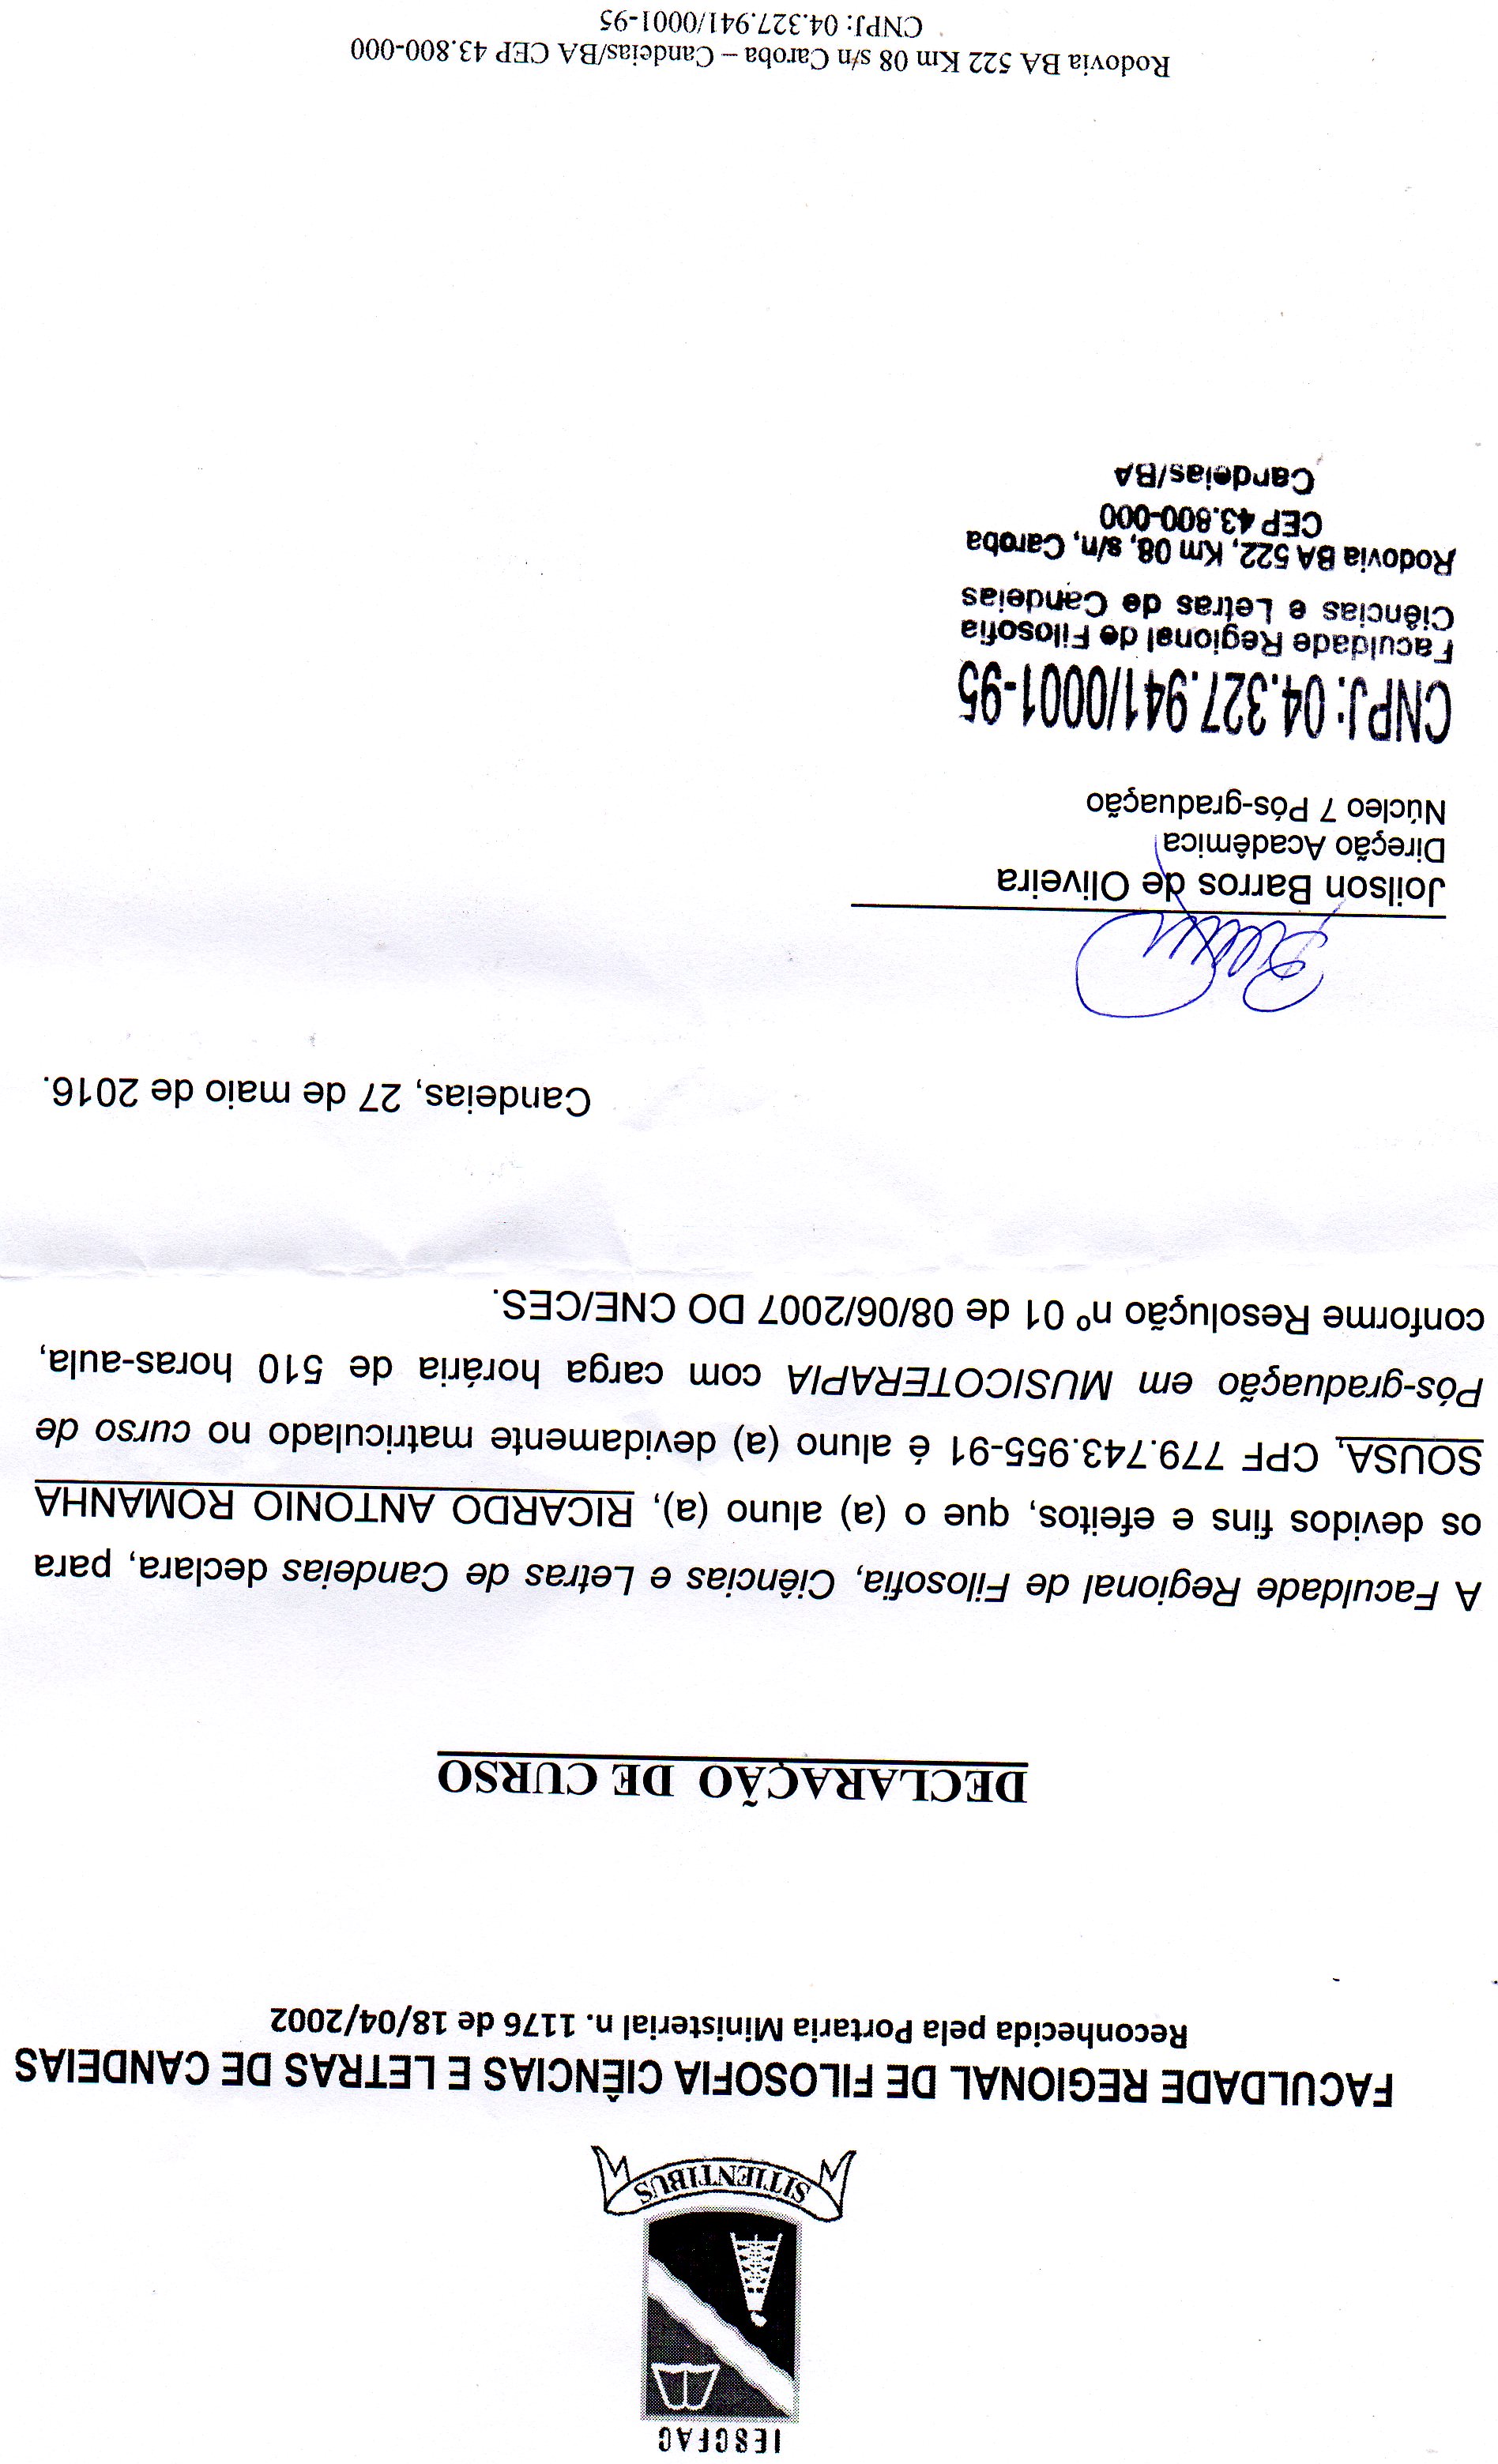 IESGFAG
SITIENTIBUS
FACULDADE REGIONAL DE FILOSOFIA CIÊNCIAS E LETRAS DE CANDEIAS
Reconhecida pela Portaria Ministerial n. 1176 de 18/04/2002
DECLARAÇÃO DE CURSO
A Faculdade Regional de Filosofia, Ciências e Letras de Candeias declara, para
os devidos fins e efeitos, que o (a) aluno (a), RICARDO ANTONIO ROMANHA
SOUSA, CPF 779.743.955-91 é aluno (a) devidamente matriculado no curso de
Pós-graduação em MUSICOTERAPIA com carga horária de 510 horas-aula,
conforme Resolução nº 01 de 08/06/2007 DO CNE/CES.
Candeias, 27 de maio de 2016.
Joilson Barros de Oliveira
Direção Acadêmica
Núcleo 7 Pós-graduação
CNPJ: 04.327.941/0001-95
Faculdade Regional de Filosofia
Ciências e Letras de Candeias
Rodovia BA 522, Km 08, s/n, Caroba
CEP 43.800-000
Candeias/BA
Rodovia BA 522 Km 08 s/n Caroba – Candeias/BA CEP 43.800-000
CNPJ: 04.327.941/0001-95